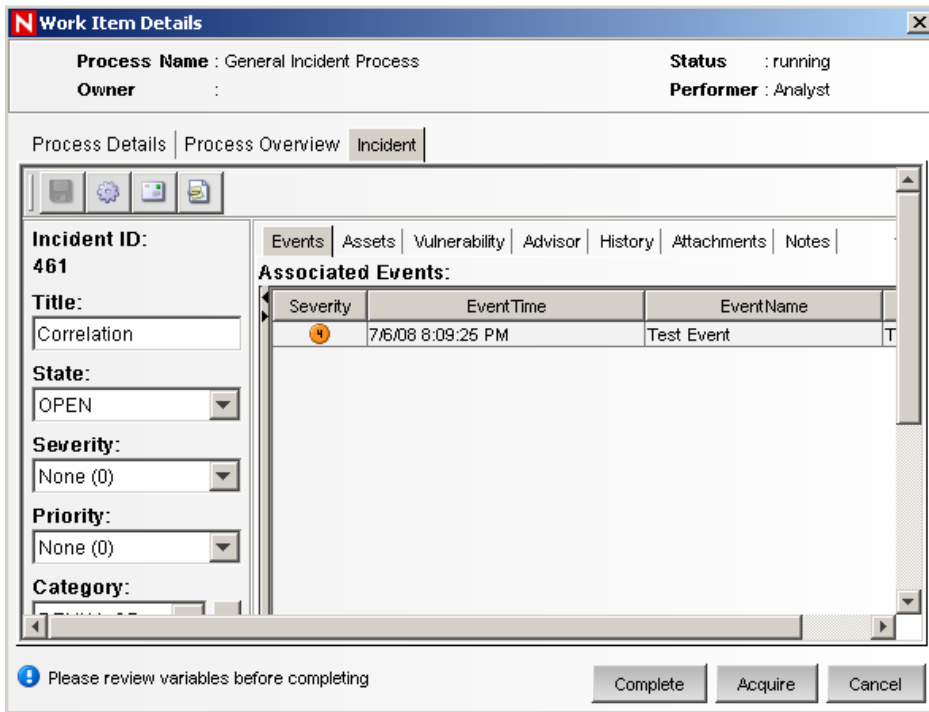 Work Item Details
Process Name : General Incident Process
Status : running
Owner :
Performer : Analyst
Process Details Process Overview Incident
Incident ID:
461
Title:
Correlation
State:
OPEN
Severity:
None (0)
Priority:
None (0)
Category:
Events Assets Vulnerability Advisor History Attachments Notes
Associated Events:
Severity EventTime EventName
4 7/6/08 8:09:25 PM Test Event T
Please review variables before completing
Complete Acquire Cancel